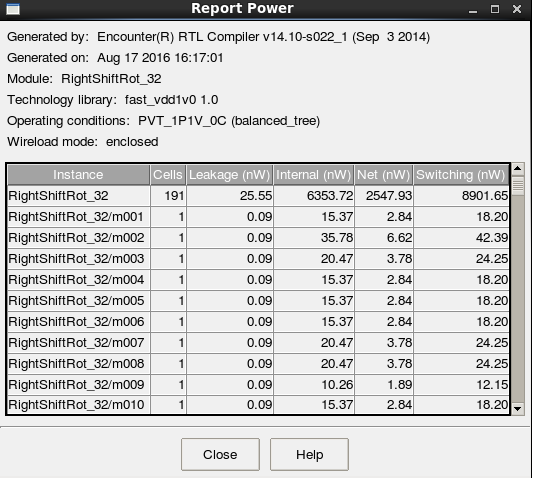 Report Power
Generated by: Encounter(R) RTL Compiler v14.10-s022_1 (Sep 3 2014)
Generated on: Aug 17 2016 16:17:01
Module: RightShiftRot_32
Technology library: fast_vdd1v0 1.0
Operating conditions: PVT_1P1V_0C (balanced_tree)
Wireload mode: enclosed
Instance Cells Leakage (nW) Internal (nW) Net (nW) Switching (nW)
RightShiftRot_32 191 25.55 6353.72 2547.93 8901.65
RightShiftRot_32/m001 1 0.09 15.37 2.84 18.20
RightShiftRot_32/m002 1 0.09 35.78 6.62 42.39
RightShiftRot_32/m003 1 0.09 20.47 3.78 24.25
RightShiftRot_32/m004 1 0.09 15.37 2.84 18.20
RightShiftRot_32/m005 1 0.09 15.37 2.84 18.20
RightShiftRot_32/m006 1 0.09 15.37 2.84 18.20
RightShiftRot_32/m007 1 0.09 20.47 3.78 24.25
RightShiftRot_32/m008 1 0.09 20.47 3.78 24.25
RightShiftRot_32/m009 1 0.09 10.26 1.89 12.15
RightShiftRot_32/m010 1 0.09 15.37 2.84 18.20
Close Help